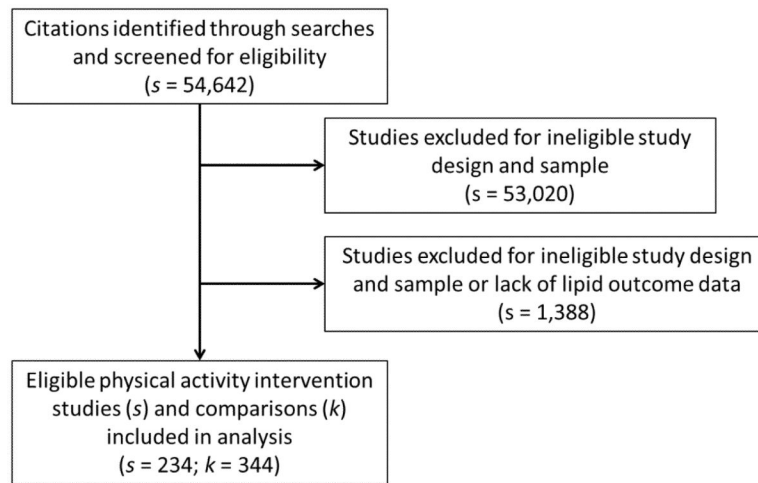 Citations identified through searches
and screened for eligibility
(s = 54,642)
Studies excluded for ineligible study
design and sample
(s = 53,020)
Studies excluded for ineligible study design
and sample or lack of lipid outcome data
(s = 1,388)
Eligible physical activity intervention
studies (s) and comparisons (k)
included in analysis
(s = 234; k = 344)